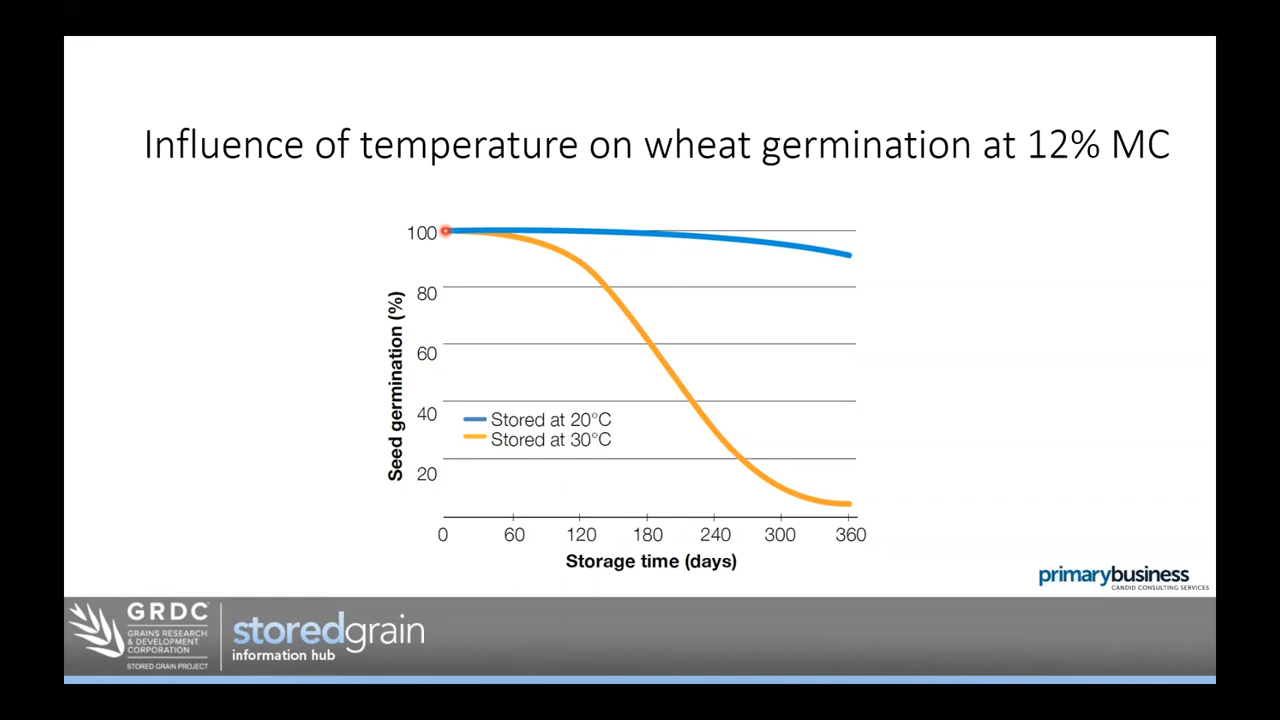 Influence of temperature on wheat germination at 12% MC
100
80
60
40
20
Seed germination (%)
Stored at 20°C
Stored at 30°C
0 60 120 180 240 300 360
Storage time (days)
primarybusiness
CANDID CONSULTING SERVICES
GRDC
GRAINS RESEARCH
& DEVELOPMENT
CORPORATION
STORED GRAIN PROJECT
storedgrain
information hub